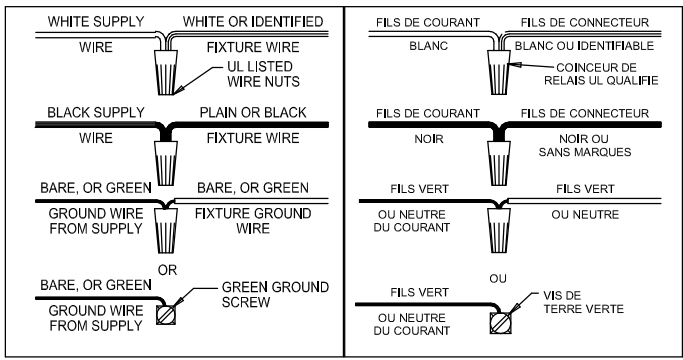 WHITE SUPPLY
WIRE
WHITE OR IDENTIFIED
FIXTURE WIRE
UL LISTED
WIRE NUTS
BLACK SUPPLY
WIRE
PLAIN OR BLACK
FIXTURE WIRE
BARE, OR GREEN
GROUND WIRE
FROM SUPPLY
BARE, OR GREEN
FIXTURE GROUND
WIRE
OR
BARE, OR GREEN
GROUND WIRE
FROM SUPPLY
GREEN GROUND
SCREW
FILS DE COURANT
BLANC
FILS DE CONNECTEUR
BLANC OU IDENTIFIABLE
COINCEUR DE
RELAIS UL QUALIFIE
FILS DE COURANT
NOIR
FILS DE CONNECTEUR
NOIR OU
SANS MARQUES
FILS VERT
OU NEUTRE
DU COURANT
FILS VERT
OU NEUTRE
OU
FILS VERT
OU NEUTRE
DU COURANT
VIS DE
TERRE VERTE